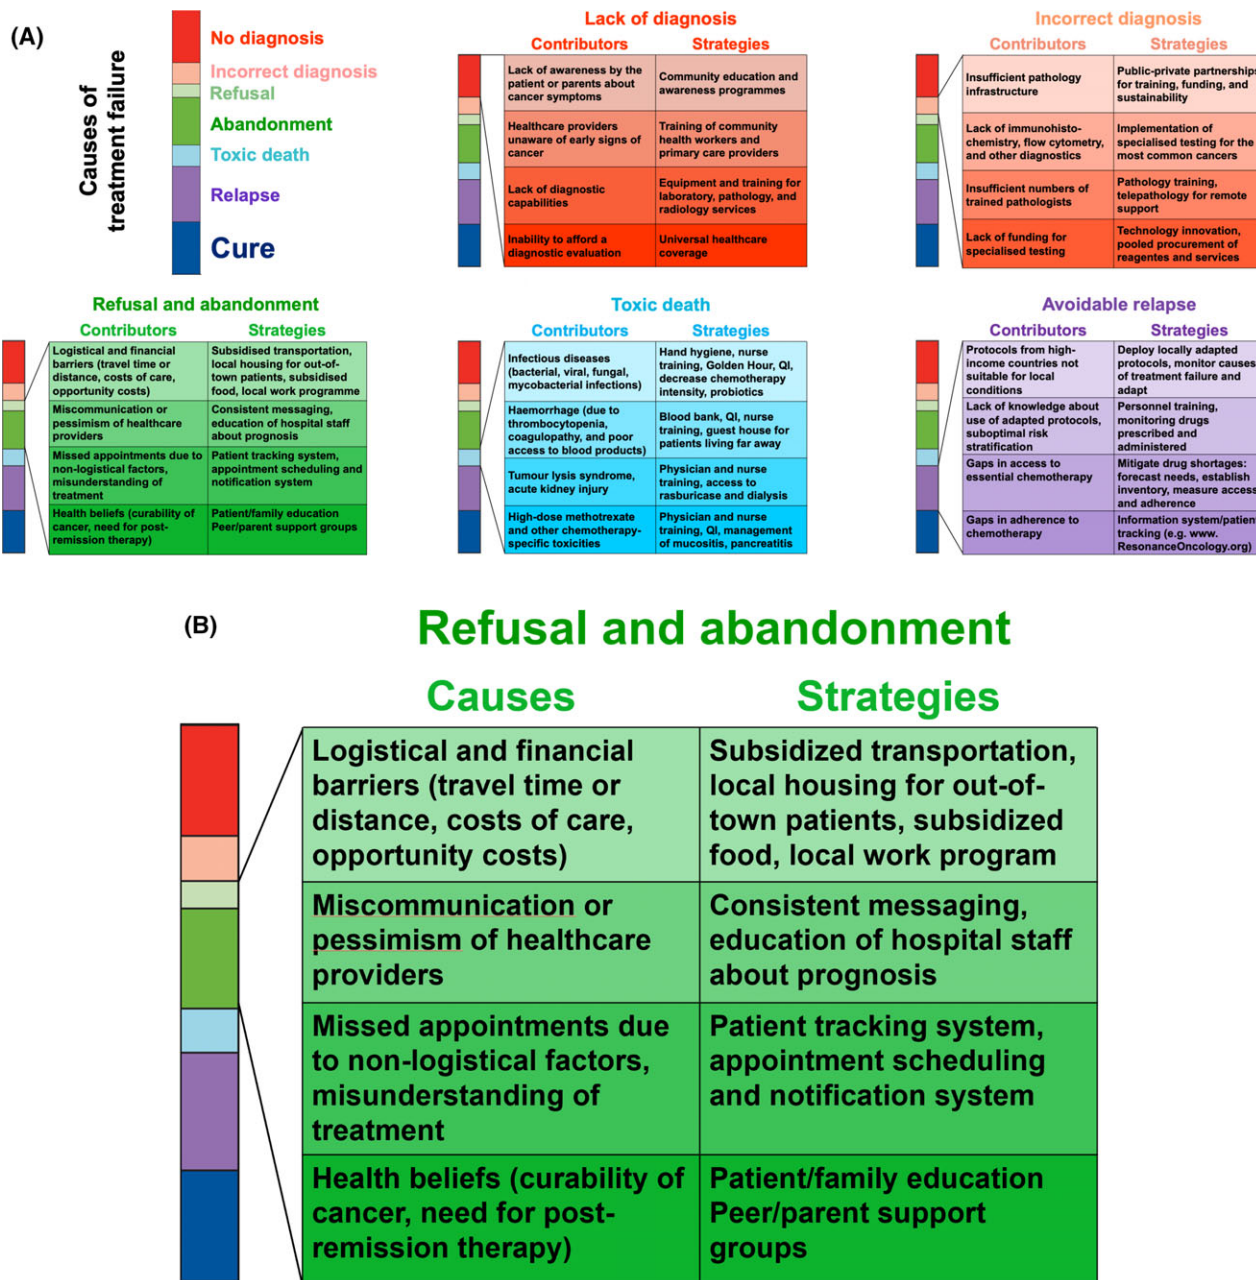 (A)
Causes of
treatment failure
No diagnosis
Incorrect diagnosis
Refusal
Abandonment
Toxic death
Relapse
Cure
Lack of diagnosis
Contributors
Strategies
Lack of awareness by the
patient or parents about
cancer symptoms
Community education and
awareness programmes
Healthcare providers
unaware of early signs of
cancer
Training of community
health workers and
primary care providers
Lack of diagnostic
capabilities
Equipment and training for
laboratory, pathology, and
radiology services
Inability to afford a
diagnostic evaluation
Universal healthcare
coverage
Incorrect diagnosis
Contributors
Strategies
Insufficient pathology
infrastructure
Public-private partnerships
for training, funding, and
sustainability
Lack of immunohisto-
chemistry, flow cytometry,
and other diagnostics
Implementation of
specialised testing for the
most common cancers
Insufficient numbers of
trained pathologists
Pathology training,
telepathology for remote
support
Lack of funding for
specialised testing
Technology innovation,
pooled procurement of
reagentes and services
Refusal and abandonment
Contributors
Strategies
Logistical and financial
barriers (travel time or
distance, costs of care,
opportunity costs)
Subsidised transportation,
local housing for out-of-
town patients, subsidised
food, local work programme
Miscommunication or
pessimism of healthcare
providers
Consistent messaging,
education of hospital staff
about prognosis
Missed appointments due to
non-logistical factors,
misunderstanding of
treatment
Patient tracking system,
appointment scheduling and
notification system
Health beliefs (curability of
cancer, need for post-
remission therapy)
Patient/family education
Peer/parent support groups
Toxic death
Contributors
Strategies
Infectious diseases
(bacterial, viral, fungal,
mycobacterial infections)
Hand hygiene, nurse
training, Golden Hour, QI,
decrease chemotherapy
intensity, probiotics
Haemorrhage (due to
thrombocytopenia,
coagulopathy, and poor
access to blood products)
Blood bank, QI, nurse
training, guest house for
patients living far away
Tumour lysis syndrome,
acute kidney injury
Physician and nurse
training, access to
rasburicase and dialysis
High-dose methotrexate
and other chemotherapy-
specific toxicities
Physician and nurse
training, QI, management
of mucositis, pancreatitis
Avoidable relapse
Contributors
Strategies
Protocols from high-
income countries not
suitable for local
conditions
Deploy locally adapted
protocols, monitor causes
of treatment failure and
adapt
Lack of knowledge about
use of adapted protocols,
suboptimal risk
stratification
Personnel training,
monitoring drugs
prescribed and
administered
Gaps in access to
essential chemotherapy
Mitigate drug shortages:
forecast needs, establish
inventory, measure access
and adherence
Gaps in adherence to
chemotherapy
Information system/patient
tracking (e.g. www.
ResonanceOncology.org)
(B)
Refusal and abandonment
Causes
Strategies
Logistical and financial
barriers (travel time or
distance, costs of care,
opportunity costs)
Subsidized transportation,
local housing for out-of-
town patients, subsidized
food, local work program
Miscommunication or
pessimism of healthcare
providers
Consistent messaging,
education of hospital staff
about prognosis
Missed appointments due
to non-logistical factors,
misunderstanding of
treatment
Patient tracking system,
appointment scheduling
and notification system
Health beliefs (curability of
cancer, need for post-
remission therapy)
Patient/family education
Peer/parent support
groups